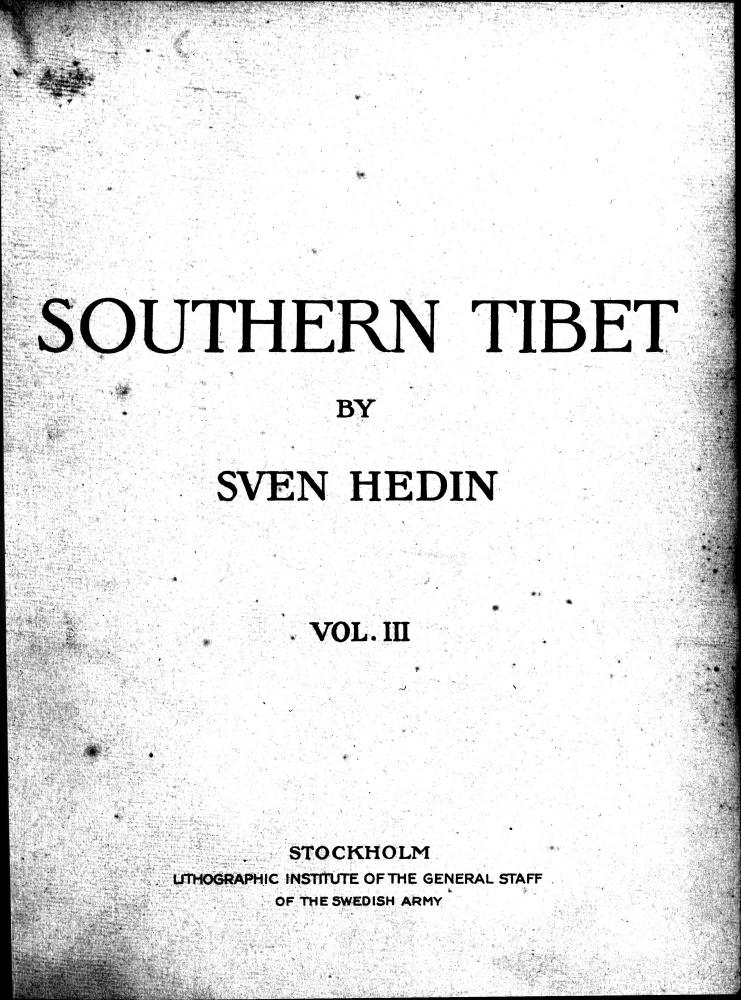 SOUTHERN TIBET
BY
SVEN HEDIN
VOL. III
STOCKHOLM
LITHOGRAPHIC INSTITUTE OF THE GENERAL STAFF
OF THE SWEDISH ARMY